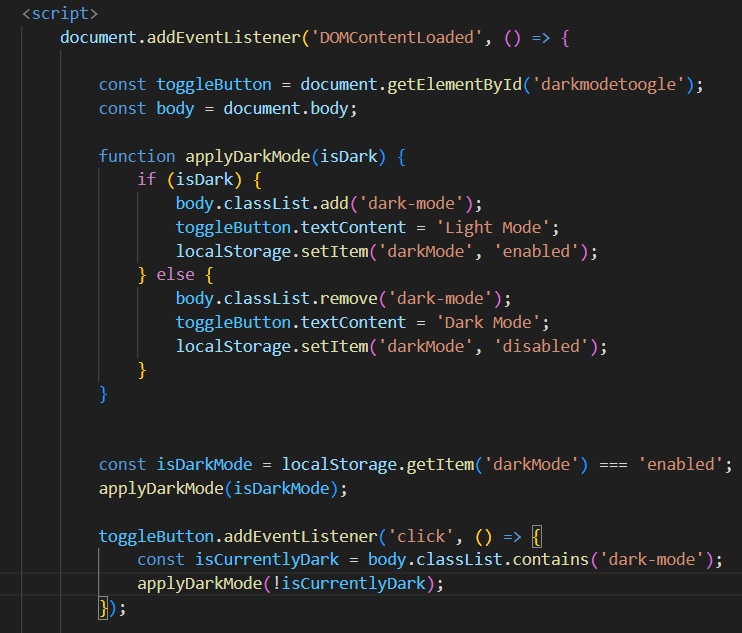 <script>
document.addEventListener('DOMContentLoaded', () => {
const toggleButton = document.getElementById('darkmodetoogle');
const body = document.body;
function applyDarkMode(isDark) {
if (isDark) {
body.classList.add('dark-mode');
toggleButton.textContent = 'Light Mode';
localStorage.setItem('darkMode', 'enabled');
} else {
body.classList.remove('dark-mode');
toggleButton.textContent = 'Dark Mode';
localStorage.setItem('darkMode', 'disabled');
}
}
const isDarkMode = localStorage.getItem('darkMode') === 'enabled';
applyDarkMode(isDarkMode);
toggleButton.addEventListener('click', () => {
const isCurrentlyDark = body.classList.contains('dark-mode');
applyDarkMode(!isCurrentlyDark);
});